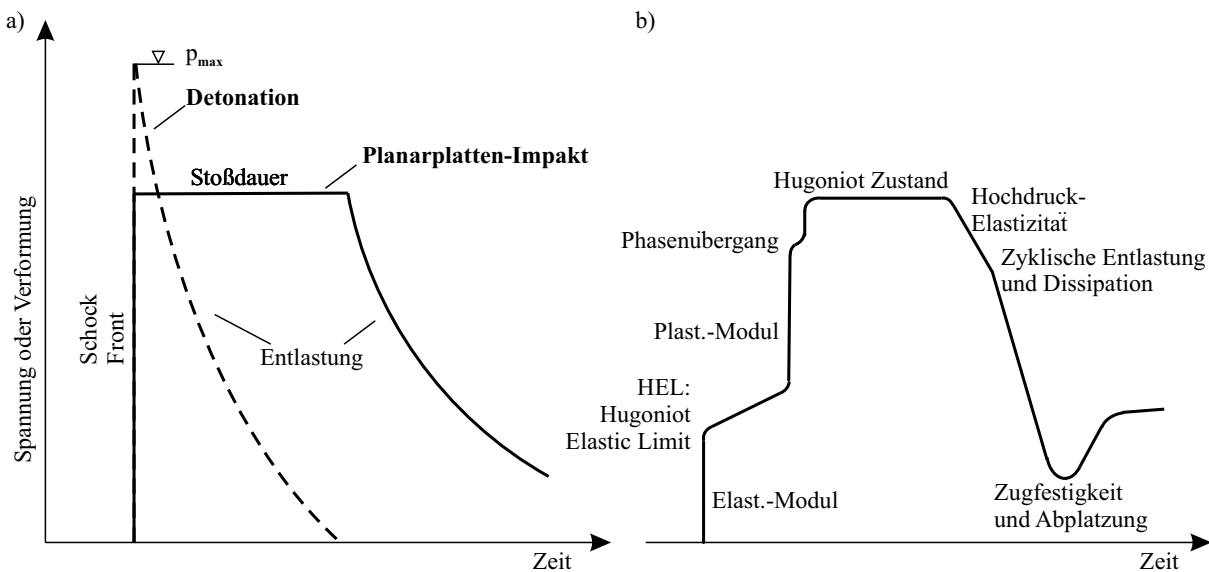 a)
p_max
Detonation
Planarplatten-Impakt
Stoßdauer
Spannung oder Verformung
Schock
Front
Entlastung
Zeit
b)
Hugoniot Zustand
Hochdruck-
Elastizität
Phasenübergang
Zyklische Entlastung
und Dissipation
Plast.-Modul
HEL:
Hugoniot
Elastic Limit
Elast.-Modul
Zugfestigkeit
und Abplatzung
Zeit